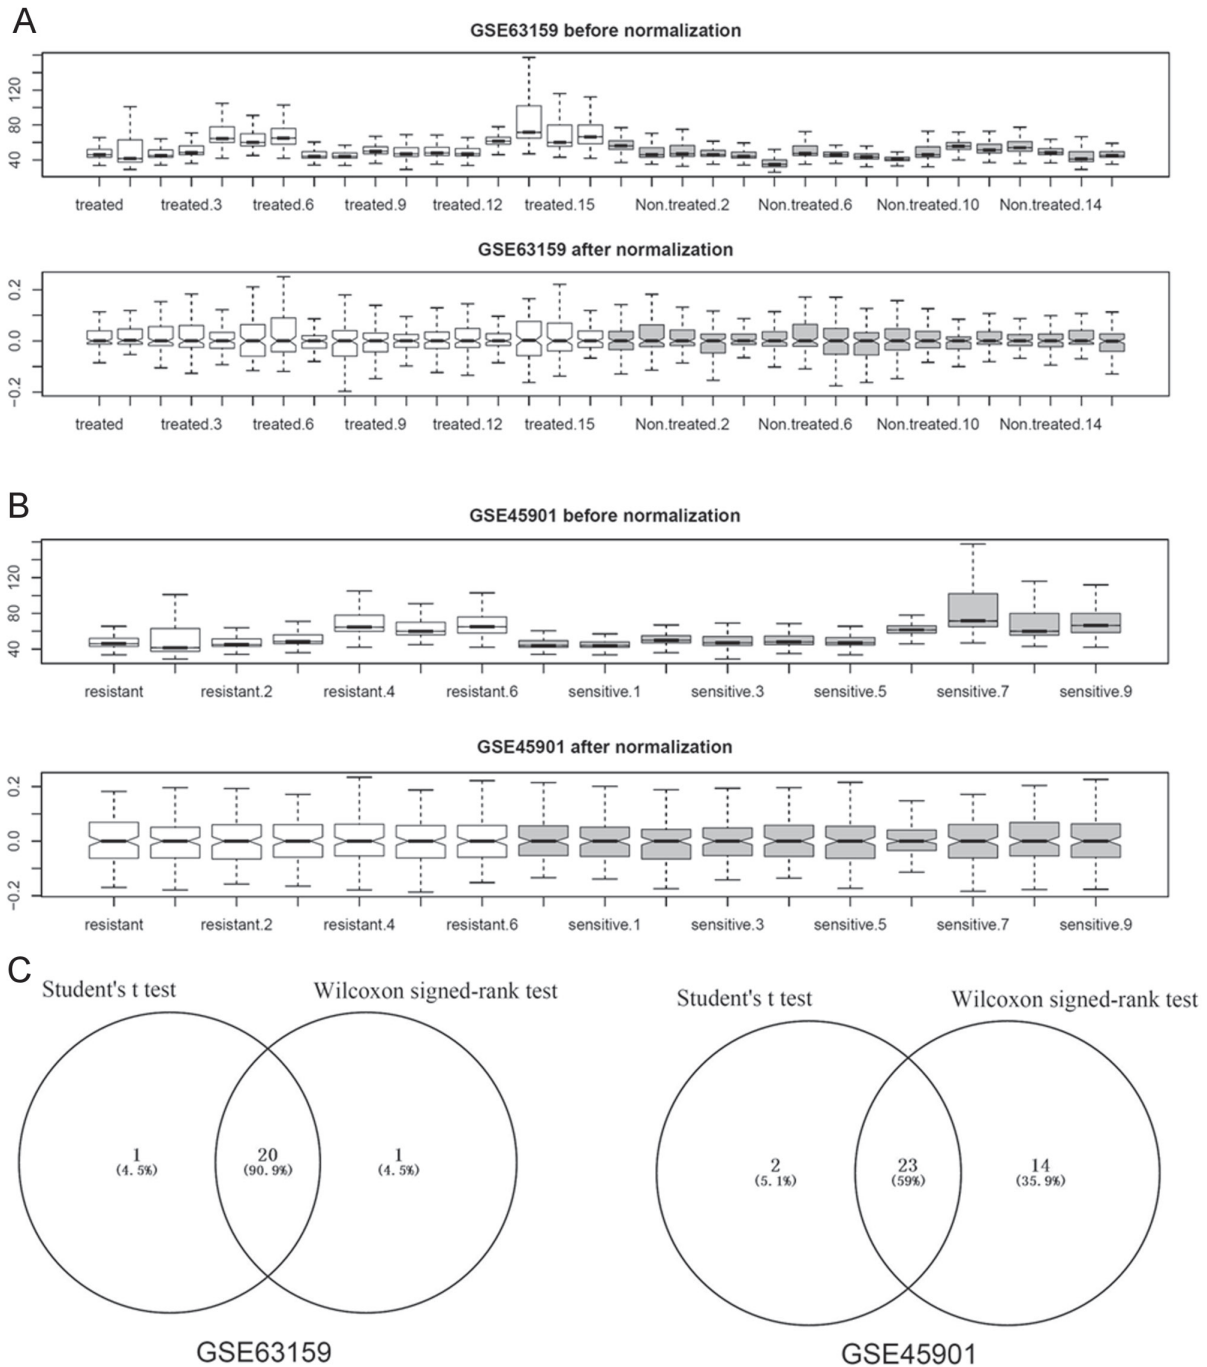 A
GSE63159 before normalization
120
80
40
treated treated.3 treated.6 treated.9 treated.12 treated.15 Non.treated.2 Non.treated.6 Non.treated.10 Non.treated.14
GSE63159 after normalization
0.2
0.0
−0.2
treated treated.3 treated.6 treated.9 treated.12 treated.15 Non.treated.2 Non.treated.6 Non.treated.10 Non.treated.14
B
GSE45901 before normalization
120
80
40
resistant resistant.2 resistant.4 resistant.6 sensitive.1 sensitive.3 sensitive.5 sensitive.7 sensitive.9
GSE45901 after normalization
0.2
0.0
−0.2
resistant resistant.2 resistant.4 resistant.6 sensitive.1 sensitive.3 sensitive.5 sensitive.7 sensitive.9
C
Student's t test Wilcoxon signed-rank test
1 20 1
(4.5%) (90.9%) (4.5%)
GSE63159
Student's t test Wilcoxon signed-rank test
2 23 14
(5.1%) (59%) (35.9%)
GSE45901